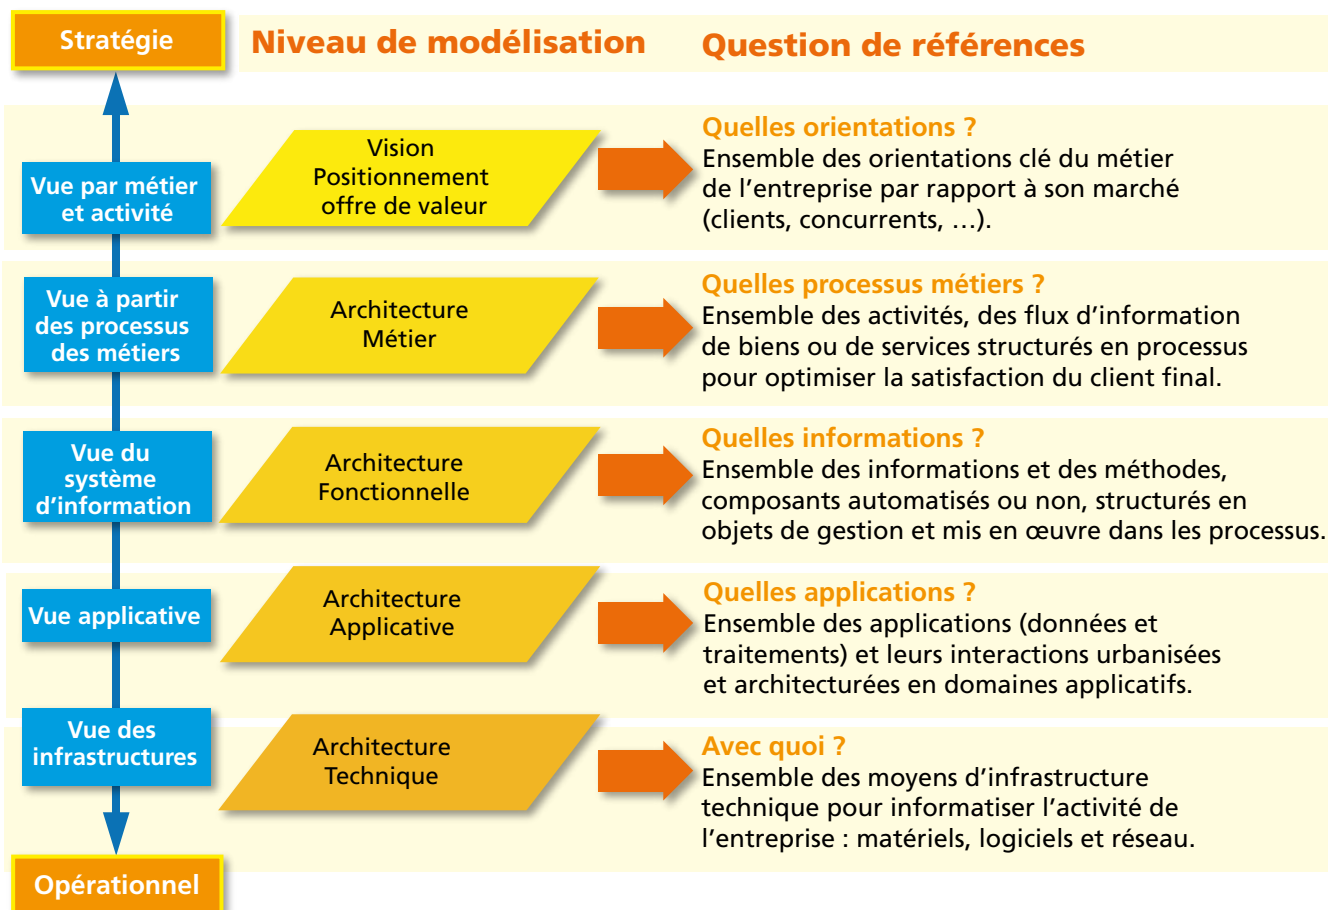 Stratégie
Niveau de modélisation
Question de références
Vue par métier
et activité
Vision
Positionnement
offre de valeur
Quelles orientations ?
Ensemble des orientations clé du métier
de l'entreprise par rapport à son marché
(clients, concurrents, …).
Vue à partir
des processus
des métiers
Architecture
Métier
Quelles processus métiers ?
Ensemble des activités, des flux d'information
de biens ou de services structurés en processus
pour optimiser la satisfaction du client final.
Vue du
système
d'information
Architecture
Fonctionnelle
Quelles informations ?
Ensemble des informations et des méthodes,
composants automatisés ou non, structurés en
objets de gestion et mis en œuvre dans les processus.
Vue applicative
Architecture
Applicative
Quelles applications ?
Ensemble des applications (données et
traitements) et leurs interactions urbanisées
et architecturées en domaines applicatifs.
Vue des
infrastructures
Architecture
Technique
Avec quoi ?
Ensemble des moyens d'infrastructure
technique pour informatiser l'activité de
l'entreprise : matériels, logiciels et réseau.
Opérationnel